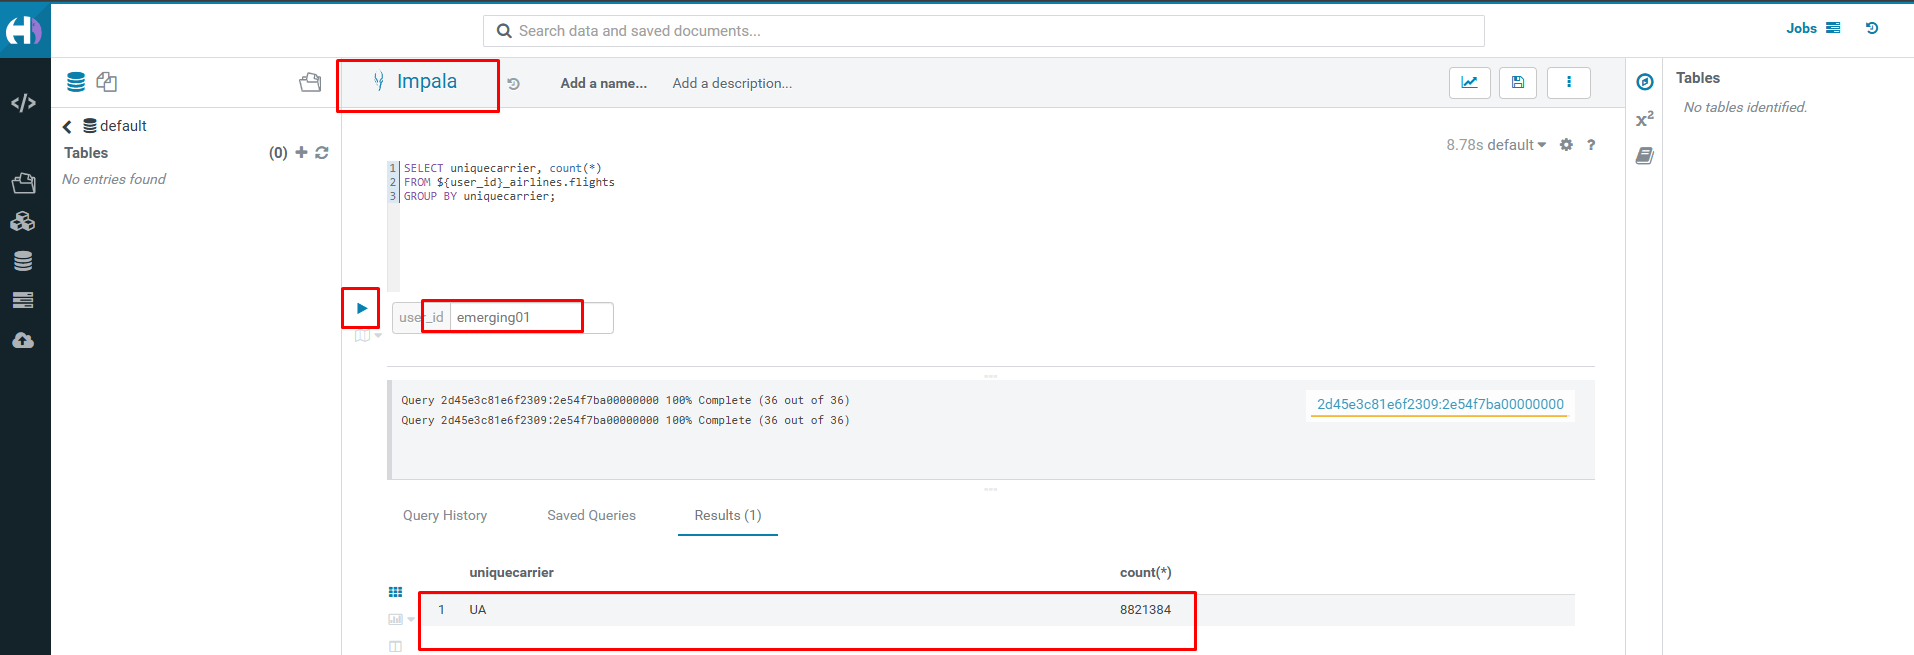 Search data and saved documents...
Jobs
Impala
Add a name...
Add a description...
Tables
No tables identified.
default
Tables
(0)
No entries found
8.78s default
?
x²
1 SELECT uniquecarrier, count(*)
2 FROM ${user_id}_airlines.flights
3 GROUP BY uniquecarrier;
user_id emerging01
Query 2d45e3c81e6f2309:2e54f7ba00000000 100% Complete (36 out of 36)
Query 2d45e3c81e6f2309:2e54f7ba00000000 100% Complete (36 out of 36)
2d45e3c81e6f2309:2e54f7ba00000000
Query History
Saved Queries
Results (1)
uniquecarrier count(*)
1 UA 8821384